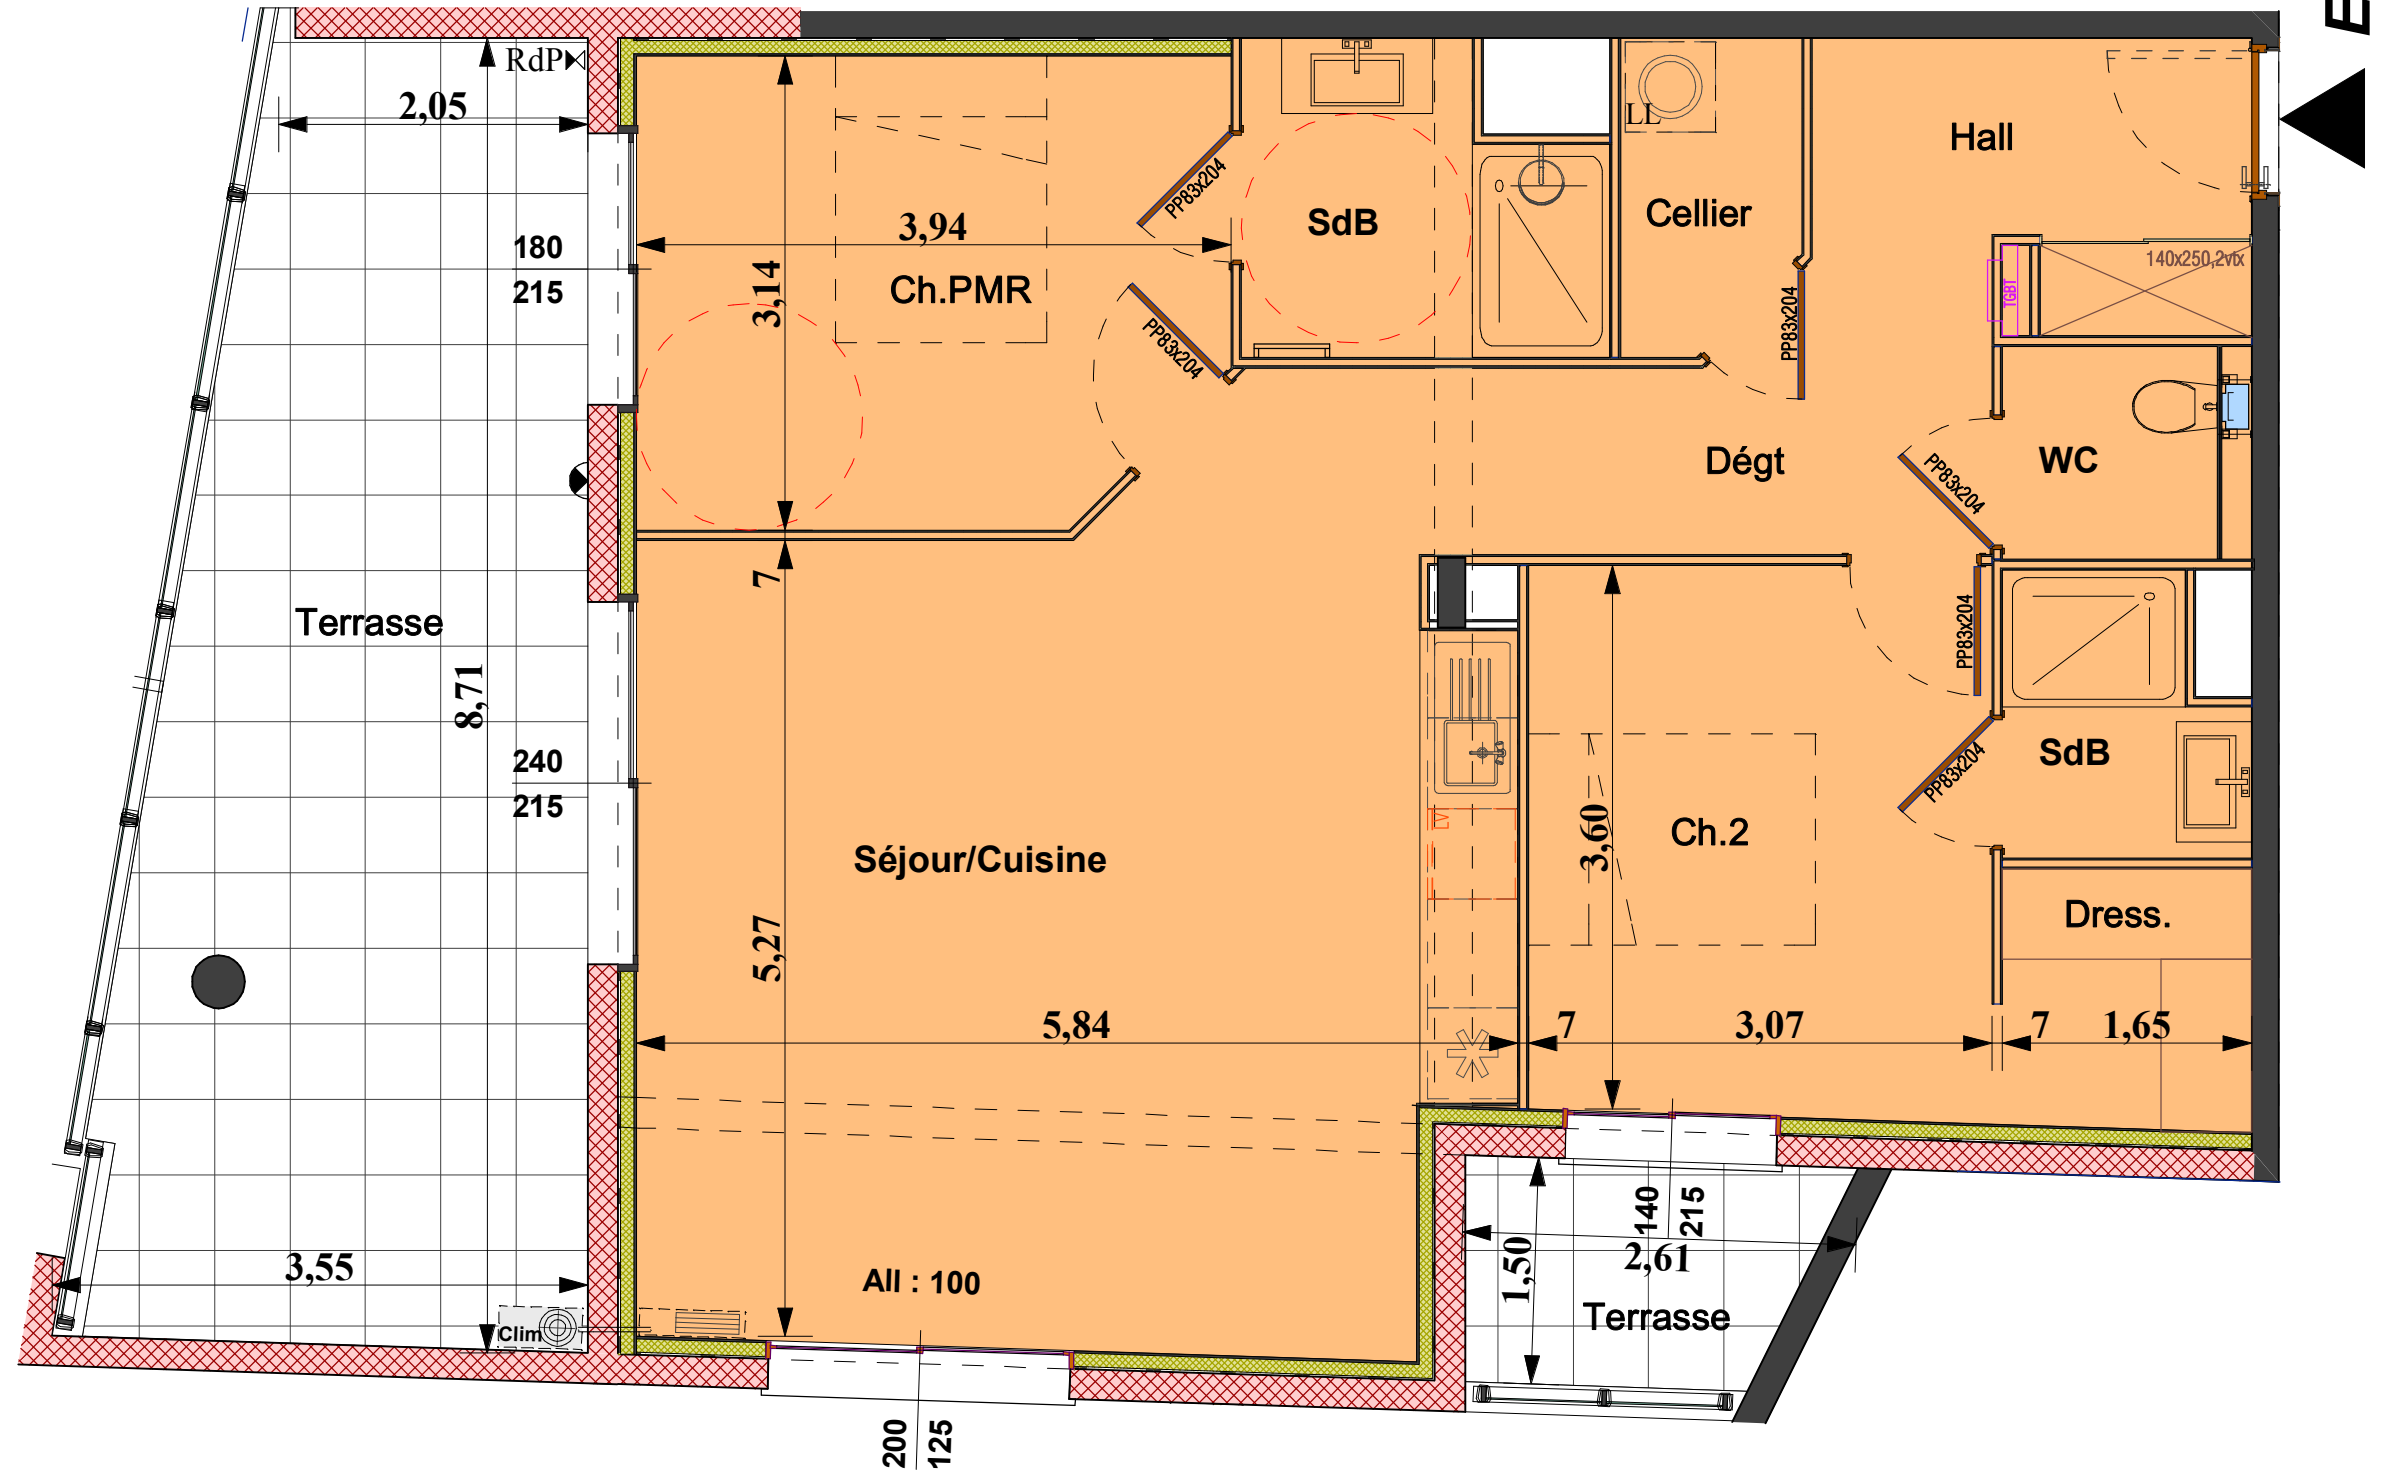 E
RdP
2,05
LL
Hall
PP83x204
SdB
Cellier
3,94
180
215
Ch.PMR
3,14
140x250,2vtx
TGBT
PP83x204
PP83x204
Dégt
WC
PP83x204
7
Terrasse
8,71
PP83x204
240
215
SdB
PP83x204
LV
Séjour/Cuisine
3,60
Ch.2
Dress.
5,27
5,84
7
3,07
7
1,65
140
215
3,55
1,50
2,61
All : 100
Terrasse
Clim
200
125